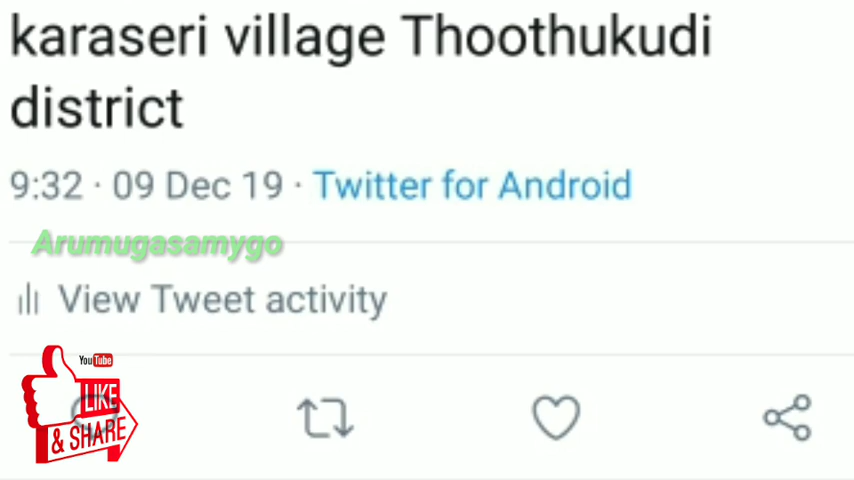 karaseri village Thoothukudi
district
9:32 · 09 Dec 19 · Twitter for Android
Arumugasamygo
View Tweet activity
YouTube
LIKE
& SHARE